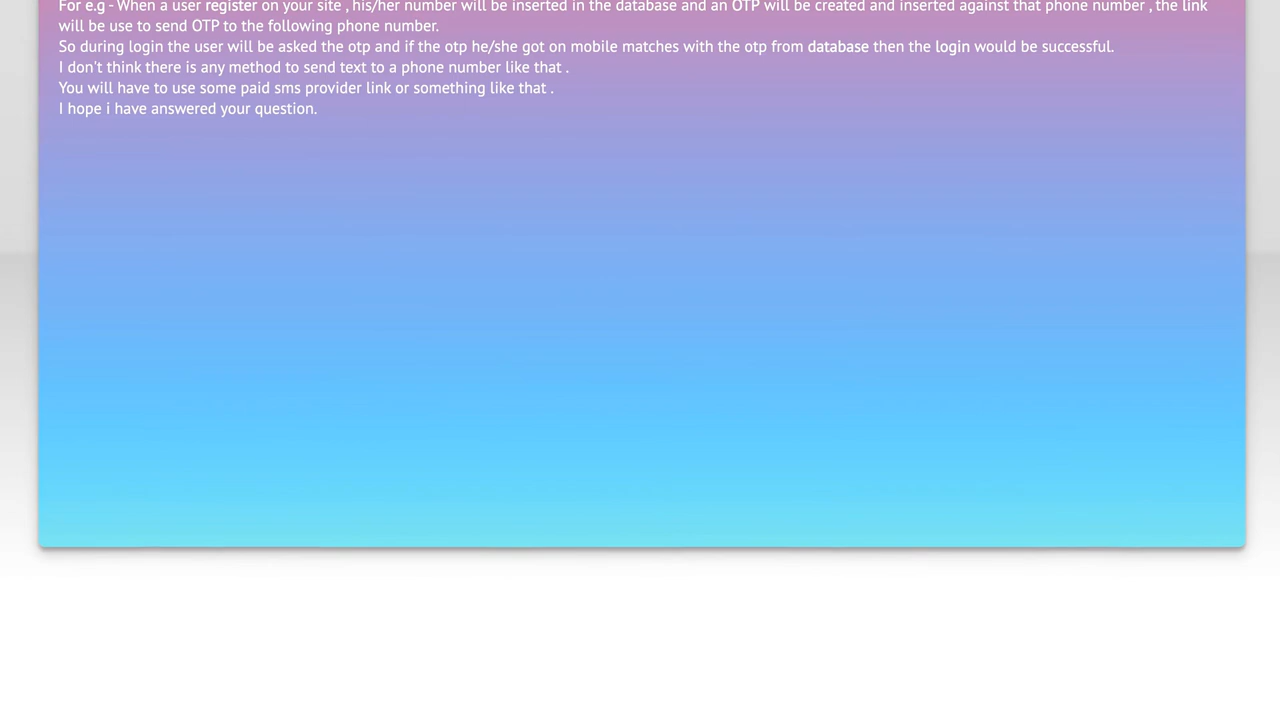 For e.g - When a user register on your site , his/her number will be inserted in the database and an OTP will be created and inserted against that phone number , the link
will be use to send OTP to the following phone number.
So during login the user will be asked the otp and if the otp he/she got on mobile matches with the otp from database then the login would be successful.
I don't think there is any method to send text to a phone number like that .
You will have to use some paid sms provider link or something like that .
I hope i have answered your question.